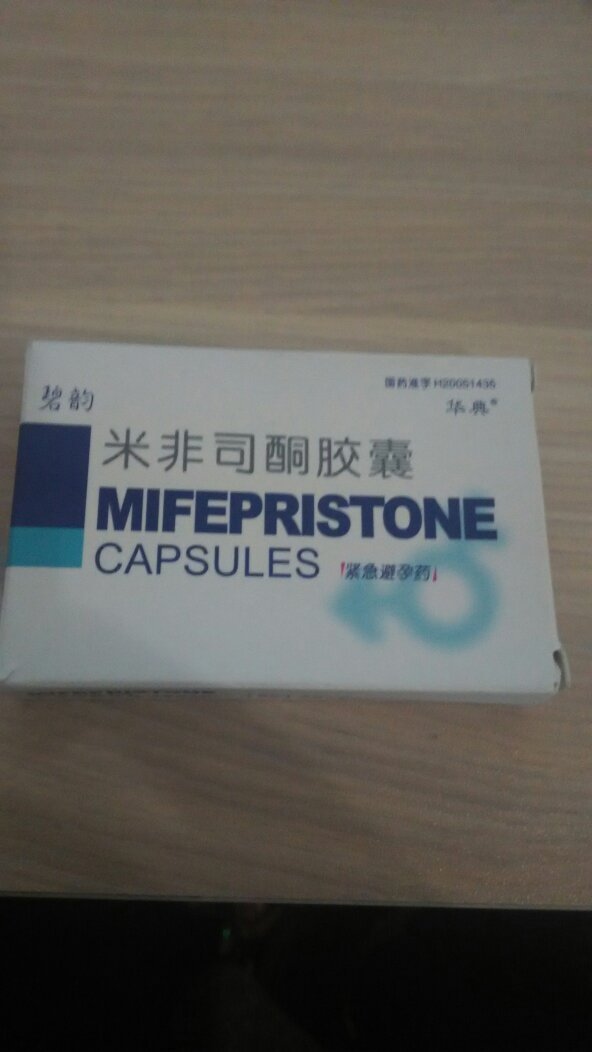 国药准字H20051435
碧韵
华典®
米非司酮胶囊
MIFEPRISTONE
CAPSULES
紧急避孕药